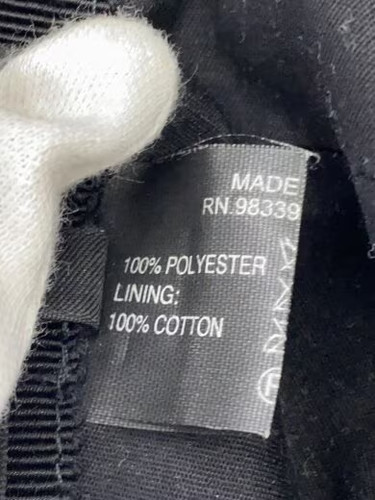 MADE
RN.98339
100% POLYESTER
LINING:
100% COTTON